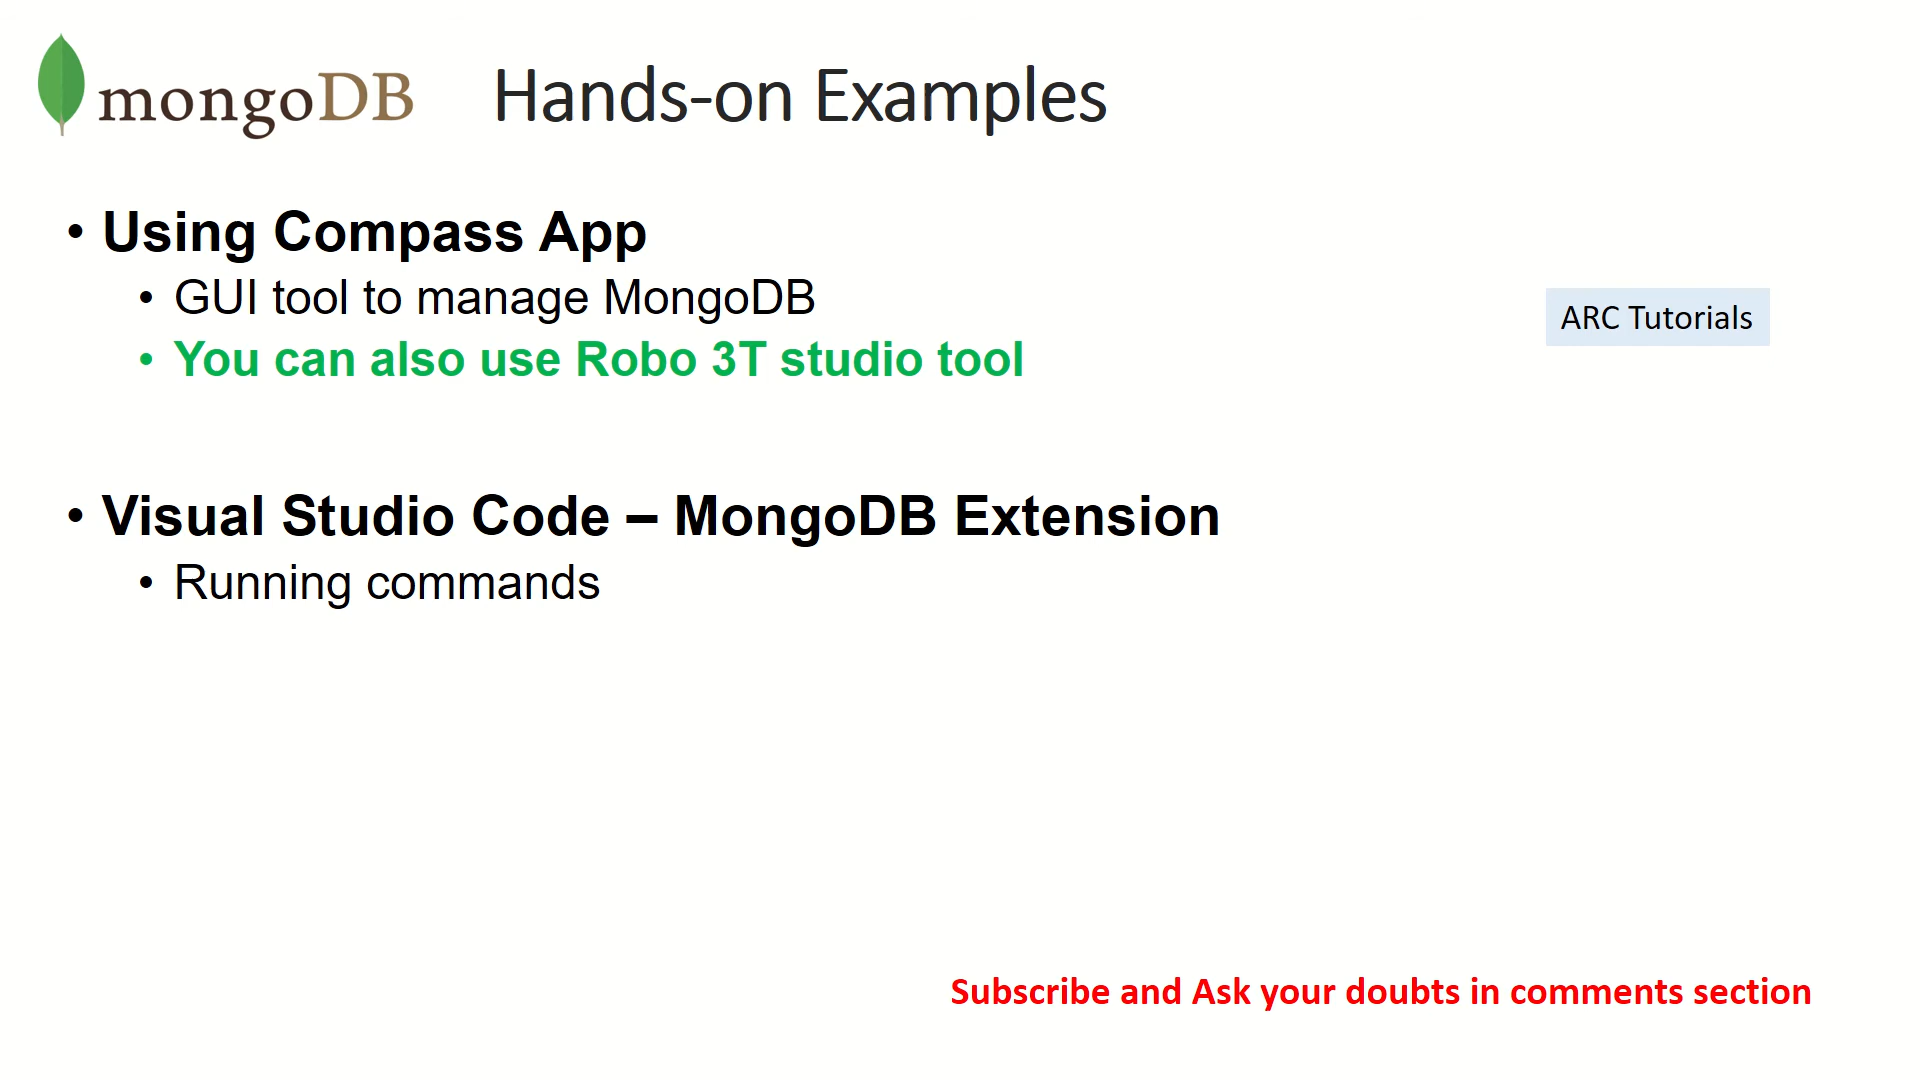 mongoDB
Hands-on Examples
• Using Compass App
• GUI tool to manage MongoDB
• You can also use Robo 3T studio tool
ARC Tutorials
• Visual Studio Code – MongoDB Extension
• Running commands
Subscribe and Ask your doubts in comments section